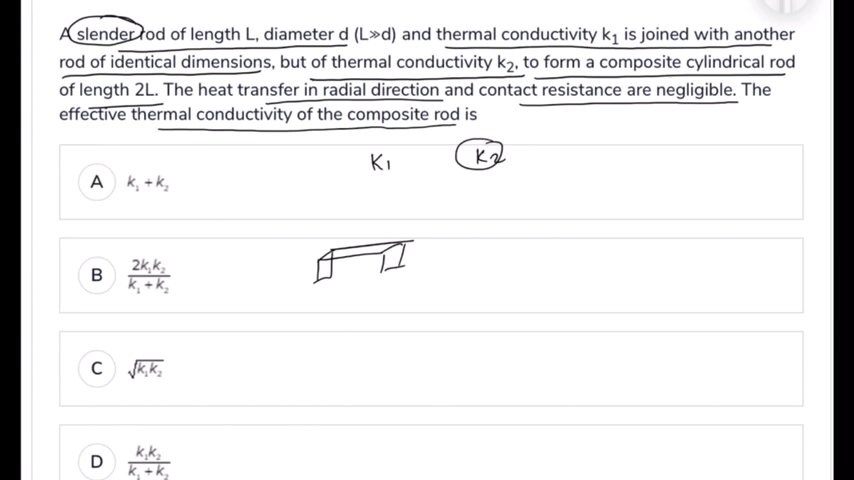 A slender rod of length L, diameter d (L≫d) and thermal conductivity k₁ is joined with another
rod of identical dimensions, but of thermal conductivity k₂, to form a composite cylindrical rod
of length 2L. The heat transfer in radial direction and contact resistance are negligible. The
effective thermal conductivity of the composite rod is
K₁ K₂
A k₁ + k₂
B 2k₁k₂ / k₁ + k₂
C √k₁k₂
D k₁k₂ / k₁ + k₂